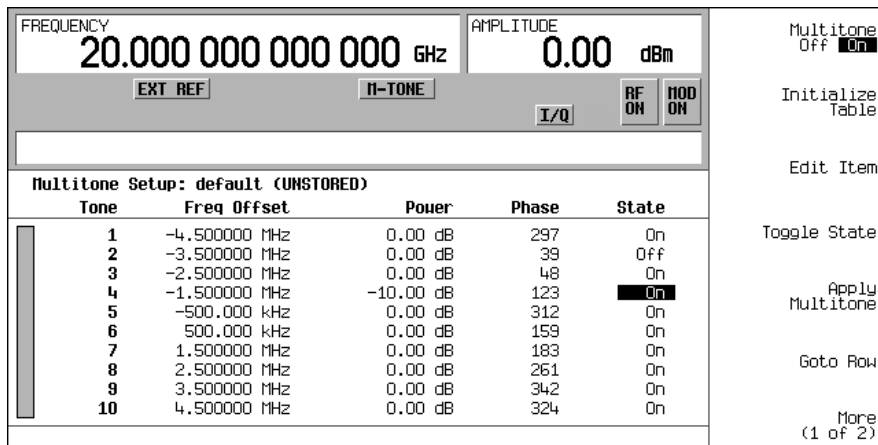 FREQUENCY
20.000 000 000 000 GHz
AMPLITUDE
0.00 dBm
EXT REF
M-TONE
I/Q
RF ON
MOD ON
Multitone Setup: default (UNSTORED)
Tone Freq Offset Power Phase State
1 -4.500000 MHz 0.00 dB 297 On
2 -3.500000 MHz 0.00 dB 39 Off
3 -2.500000 MHz 0.00 dB 48 On
4 -1.500000 MHz -10.00 dB 123 On
5 -500.000 kHz 0.00 dB 312 On
6 500.000 kHz 0.00 dB 159 On
7 1.500000 MHz 0.00 dB 183 On
8 2.500000 MHz 0.00 dB 261 On
9 3.500000 MHz 0.00 dB 342 On
10 4.500000 MHz 0.00 dB 324 On
Multitone
Off On
Initialize
Table
Edit Item
Toggle State
Apply
Multitone
Goto Row
More
(1 of 2)